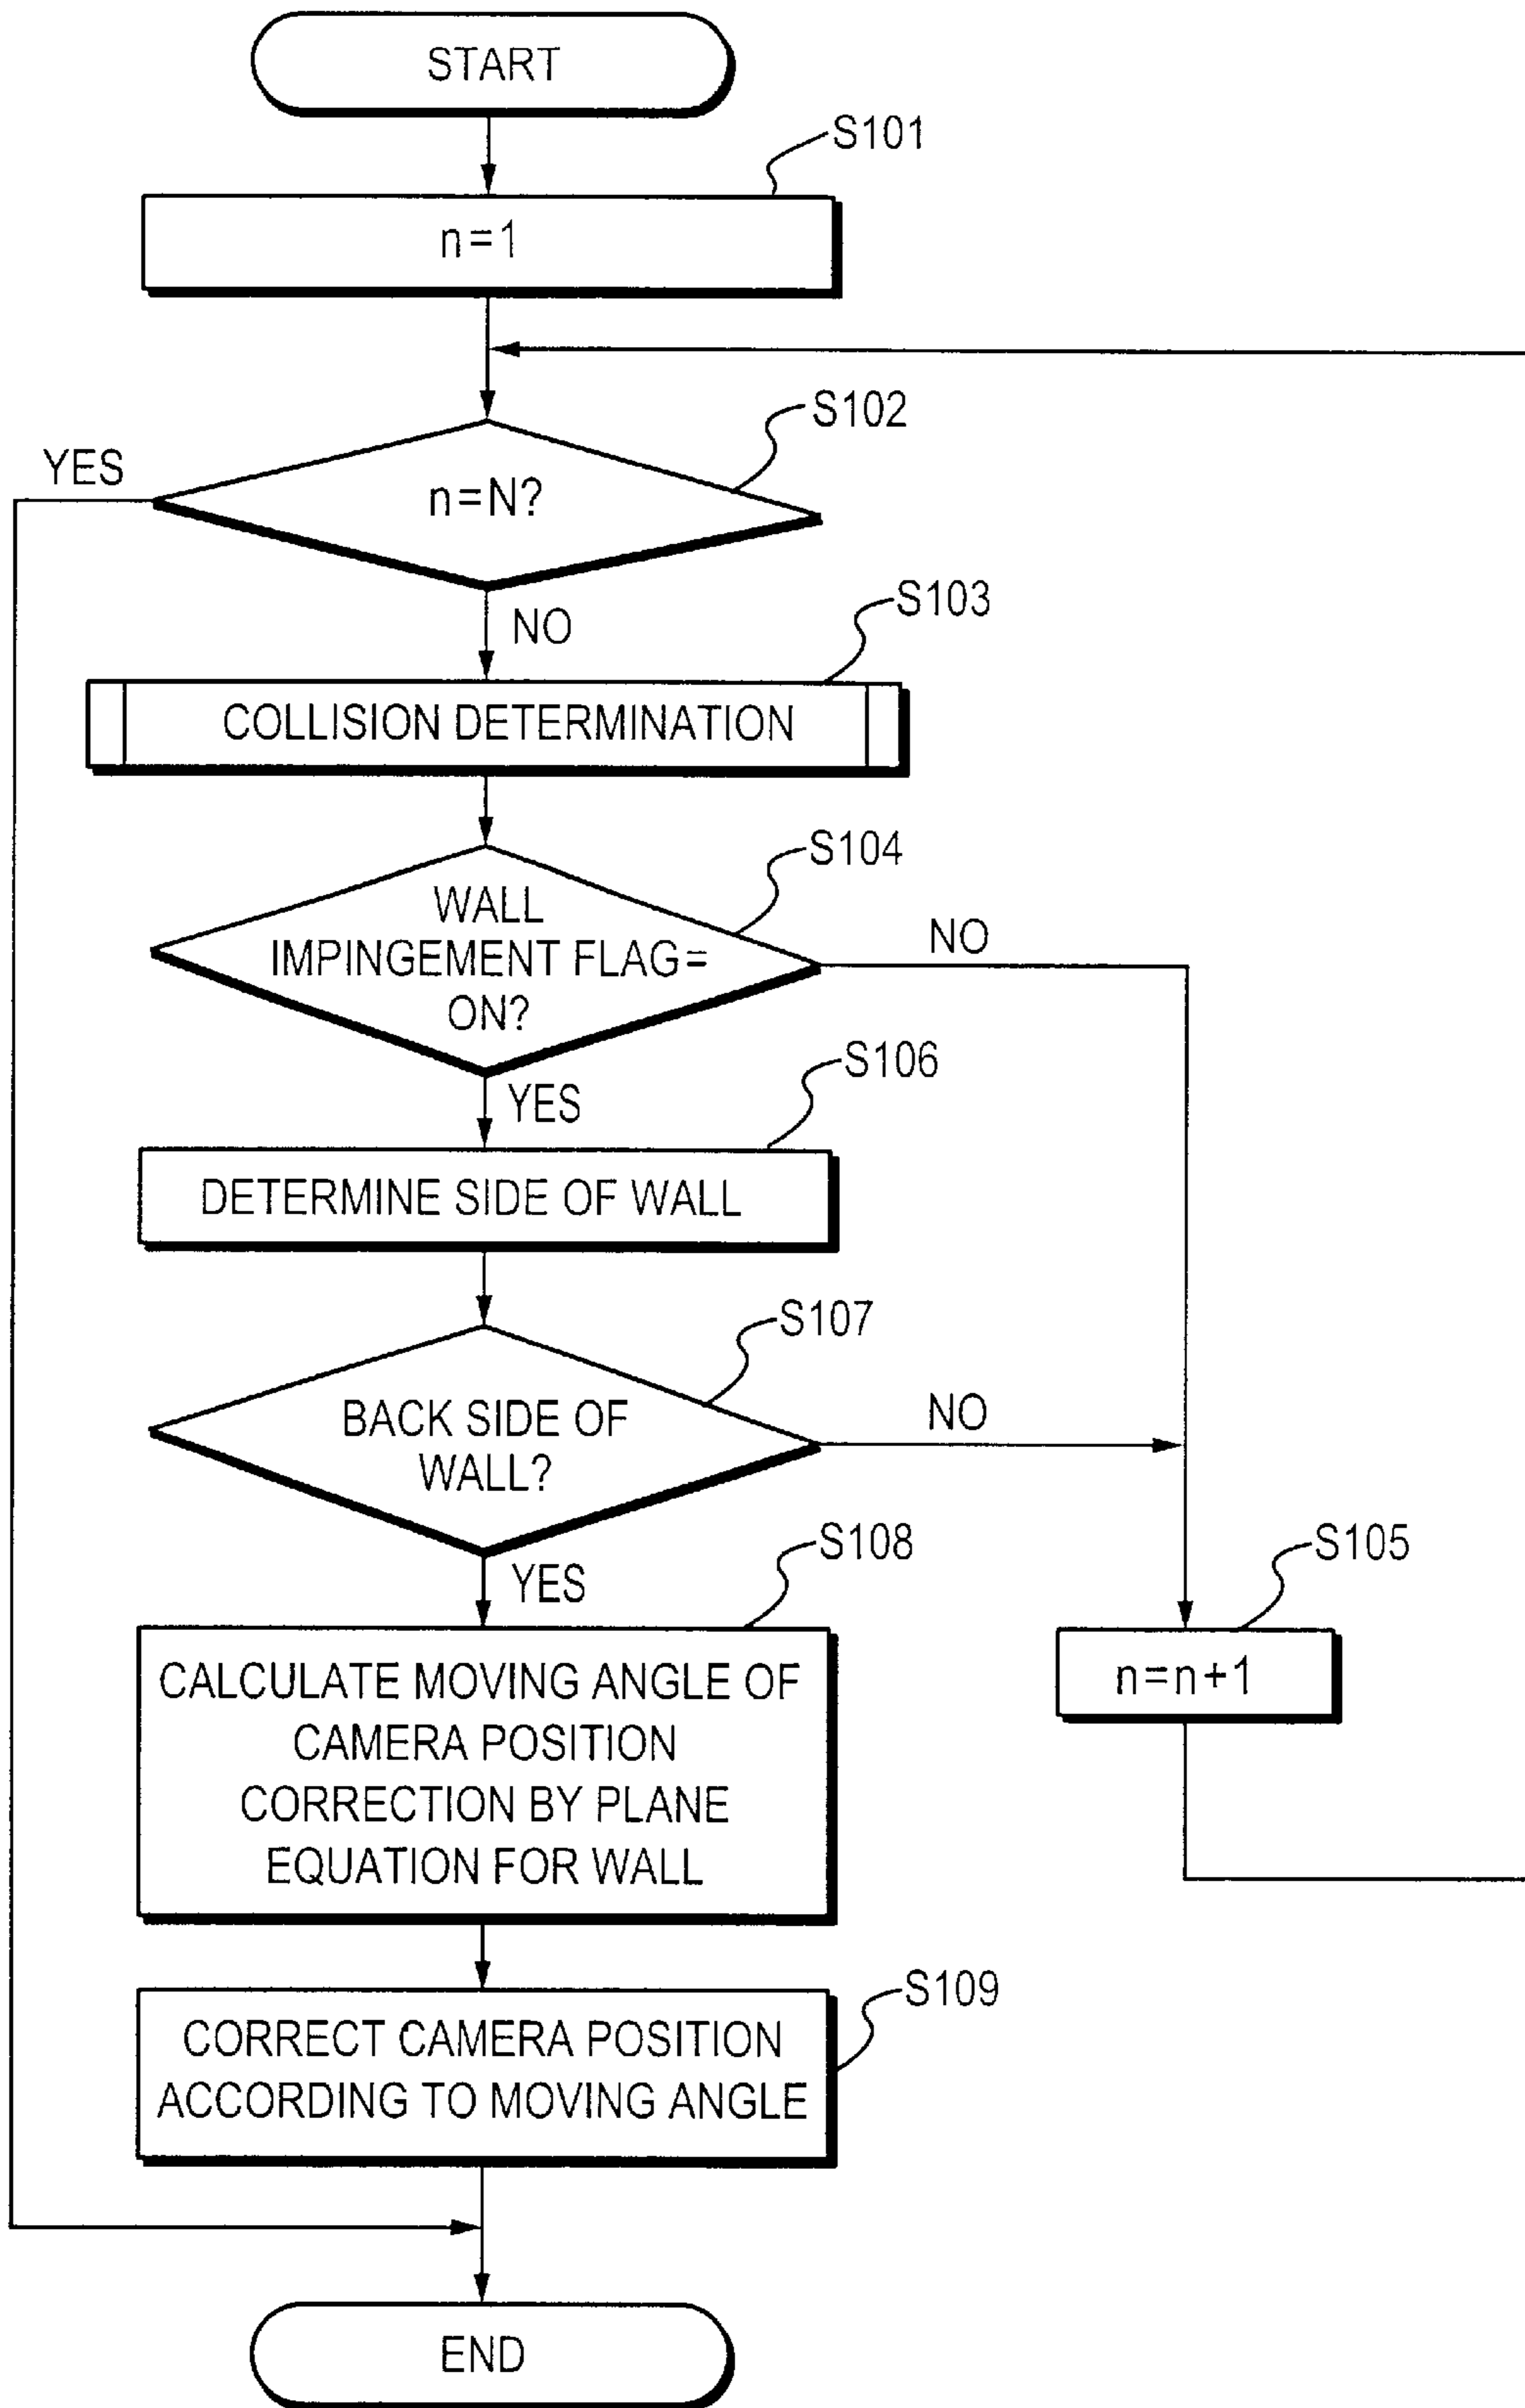 START
S101
n=1
S102
YES
n=N?
NO
S103
COLLISION DETERMINATION
S104
WALL
IMPINGEMENT FLAG=
ON?
NO
YES
S106
DETERMINE SIDE OF WALL
S107
BACK SIDE OF
WALL?
NO
YES
S108
CALCULATE MOVING ANGLE OF
CAMERA POSITION
CORRECTION BY PLANE
EQUATION FOR WALL
S105
n=n+1
S109
CORRECT CAMERA POSITION
ACCORDING TO MOVING ANGLE
END